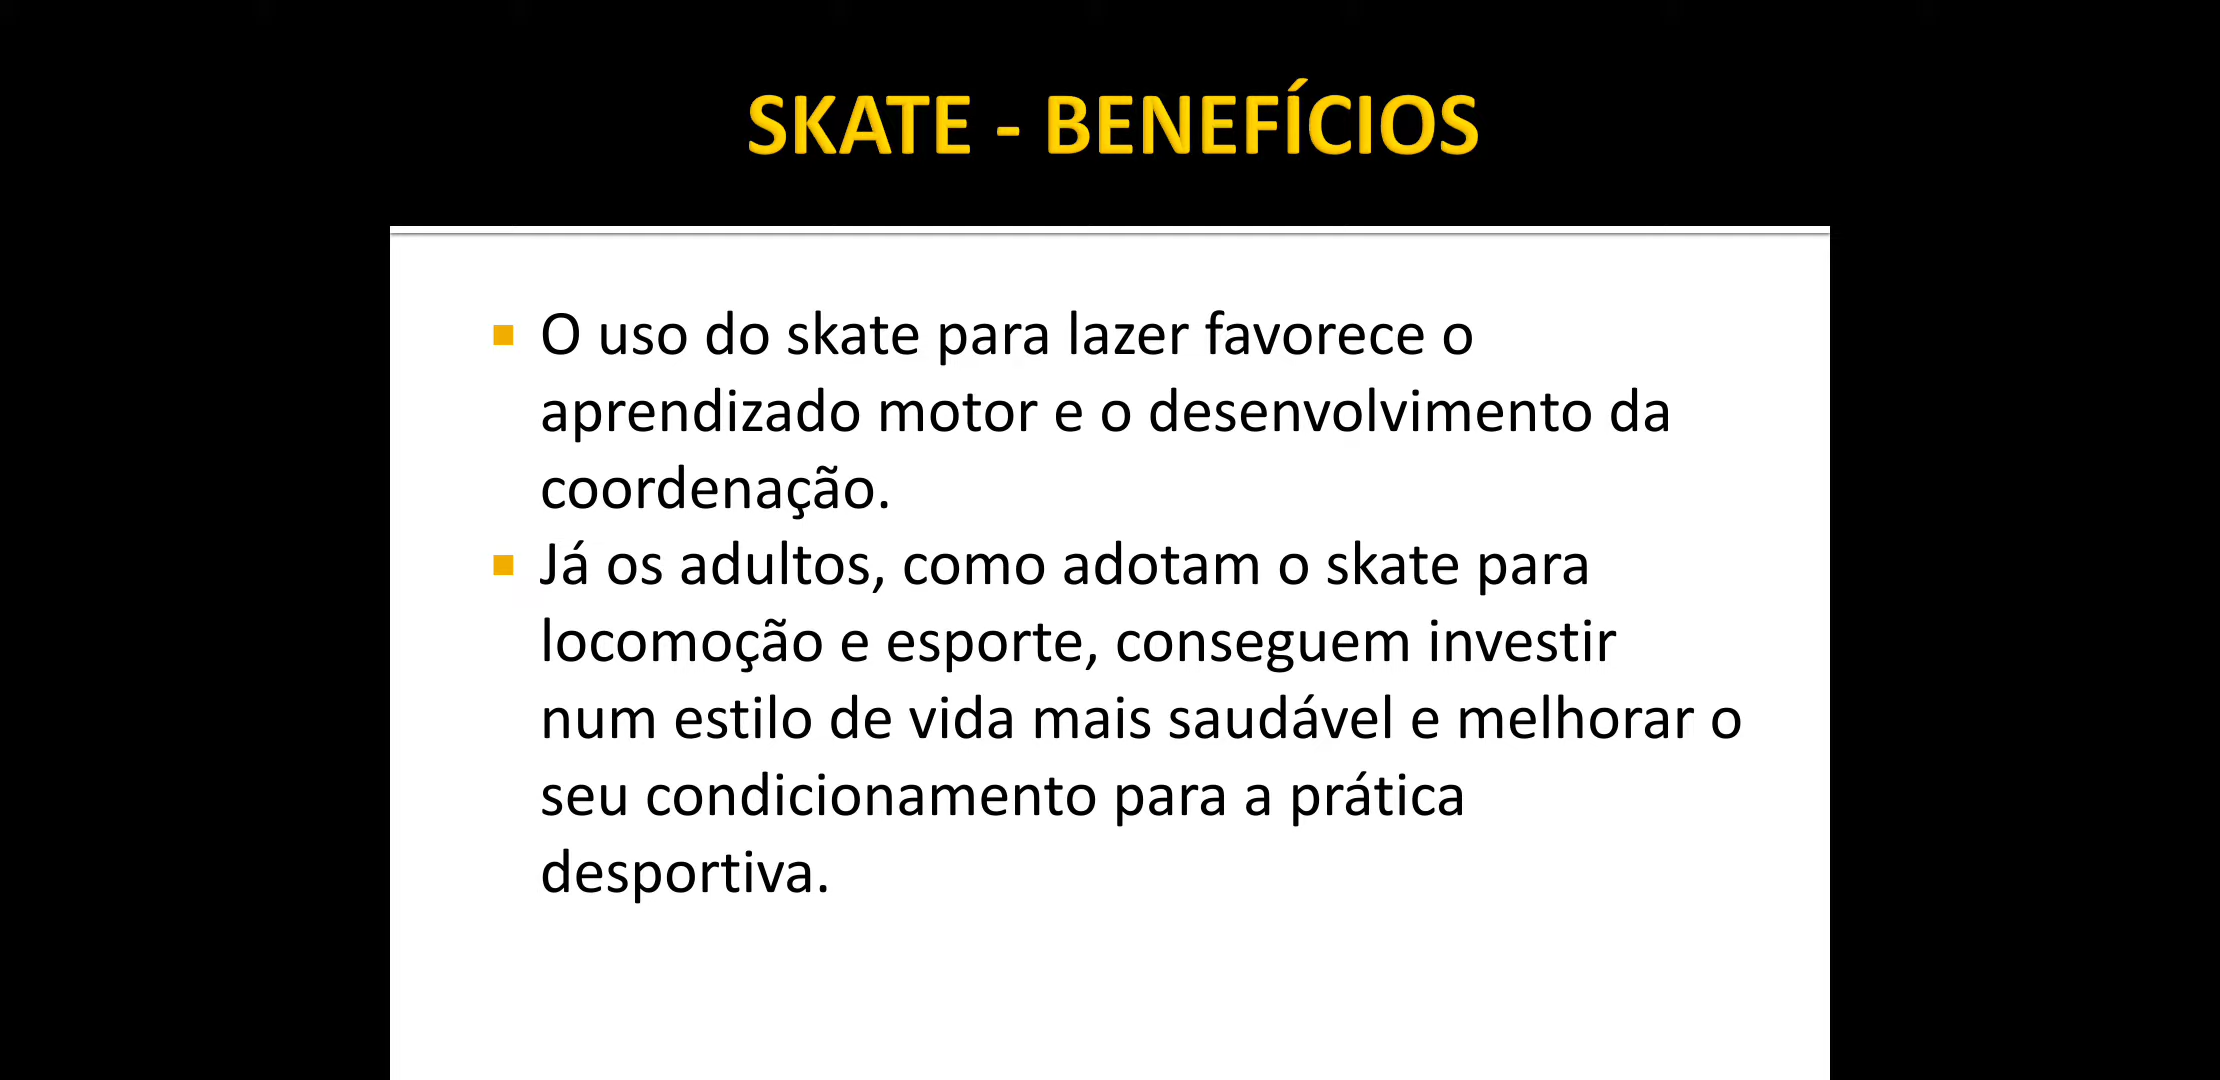 SKATE - BENEFÍCIOS
O uso do skate para lazer favorece o
aprendizado motor e o desenvolvimento da
coordenação.
Já os adultos, como adotam o skate para
locomoção e esporte, conseguem investir
num estilo de vida mais saudável e melhorar o
seu condicionamento para a prática
desportiva.